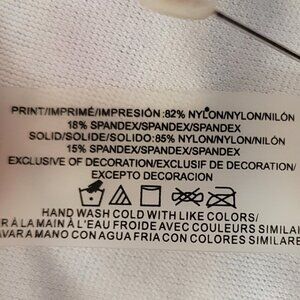 PRINT/IMPRIMÉ/IMPRESIÓN:82% NYLON/NYLON/NILÓN
18% SPANDEX/SPANDEX/SPANDEX
SOLID/SOLIDE/SOLIDO:85% NYLON/NYLON/NILÓN
15% SPANDEX/SPANDEX/SPANDEX
EXCLUSIVE OF DECORATION/EXCLUSIF DE DECORATION/
EXCEPTO DECORACION
HAND WASH COLD WITH LIKE COLORS/
R À LA MAIN À L'EAU FROIDE AVEC COULEURS SIMILAI
AVAR A MANO CON AGUA FRIA CON COLORES SIMILARE